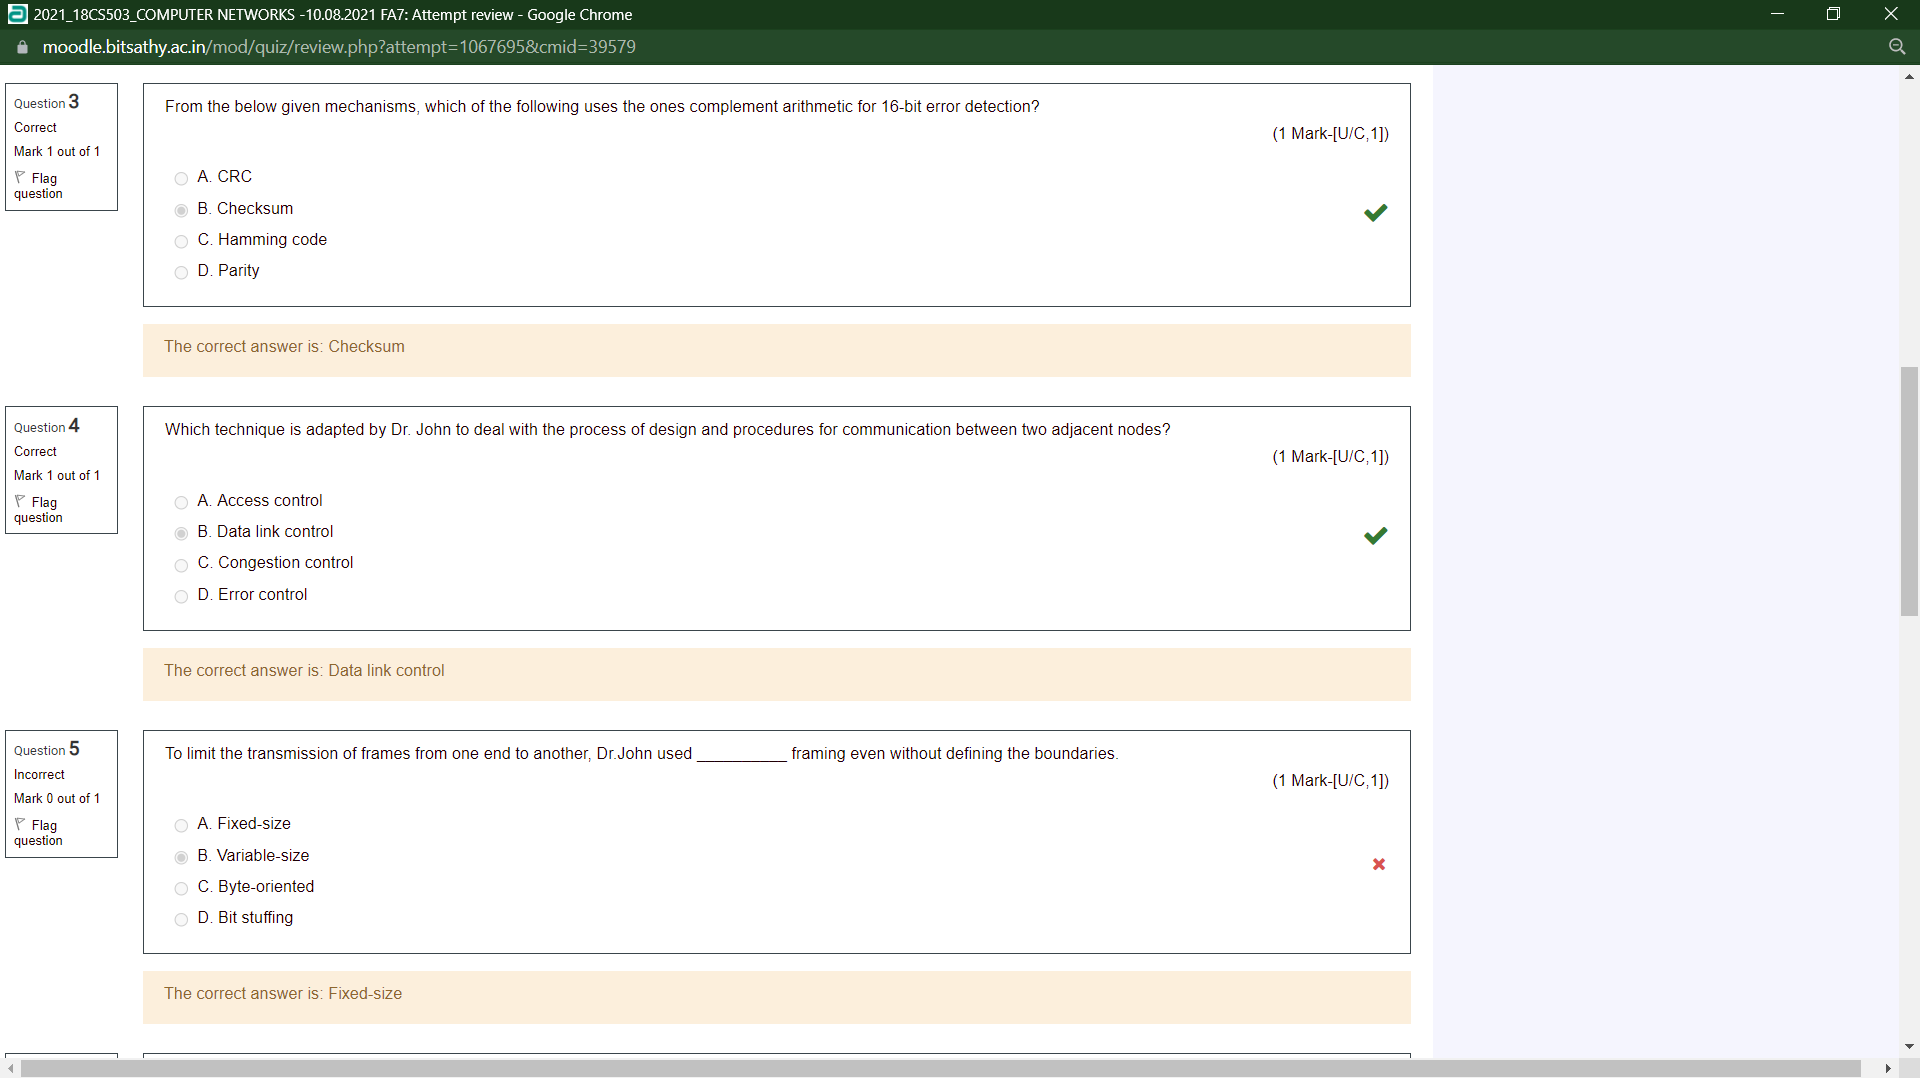 2021_18CS503_COMPUTER NETWORKS -10.08.2021 FA7: Attempt review - Google Chrome
moodle.bitsathy.ac.in/mod/quiz/review.php?attempt=1067695&cmid=39579
Question 3
Correct
Mark 1 out of 1
Flag
question
From the below given mechanisms, which of the following uses the ones complement arithmetic for 16-bit error detection?
(1 Mark-[U/C,1])
A. CRC
B. Checksum
C. Hamming code
D. Parity
The correct answer is: Checksum
Question 4
Correct
Mark 1 out of 1
Flag
question
Which technique is adapted by Dr. John to deal with the process of design and procedures for communication between two adjacent nodes?
(1 Mark-[U/C,1])
A. Access control
B. Data link control
C. Congestion control
D. Error control
The correct answer is: Data link control
Question 5
Incorrect
Mark 0 out of 1
Flag
question
To limit the transmission of frames from one end to another, Dr.John used __________ framing even without defining the boundaries.
(1 Mark-[U/C,1])
A. Fixed-size
B. Variable-size
C. Byte-oriented
D. Bit stuffing
The correct answer is: Fixed-size